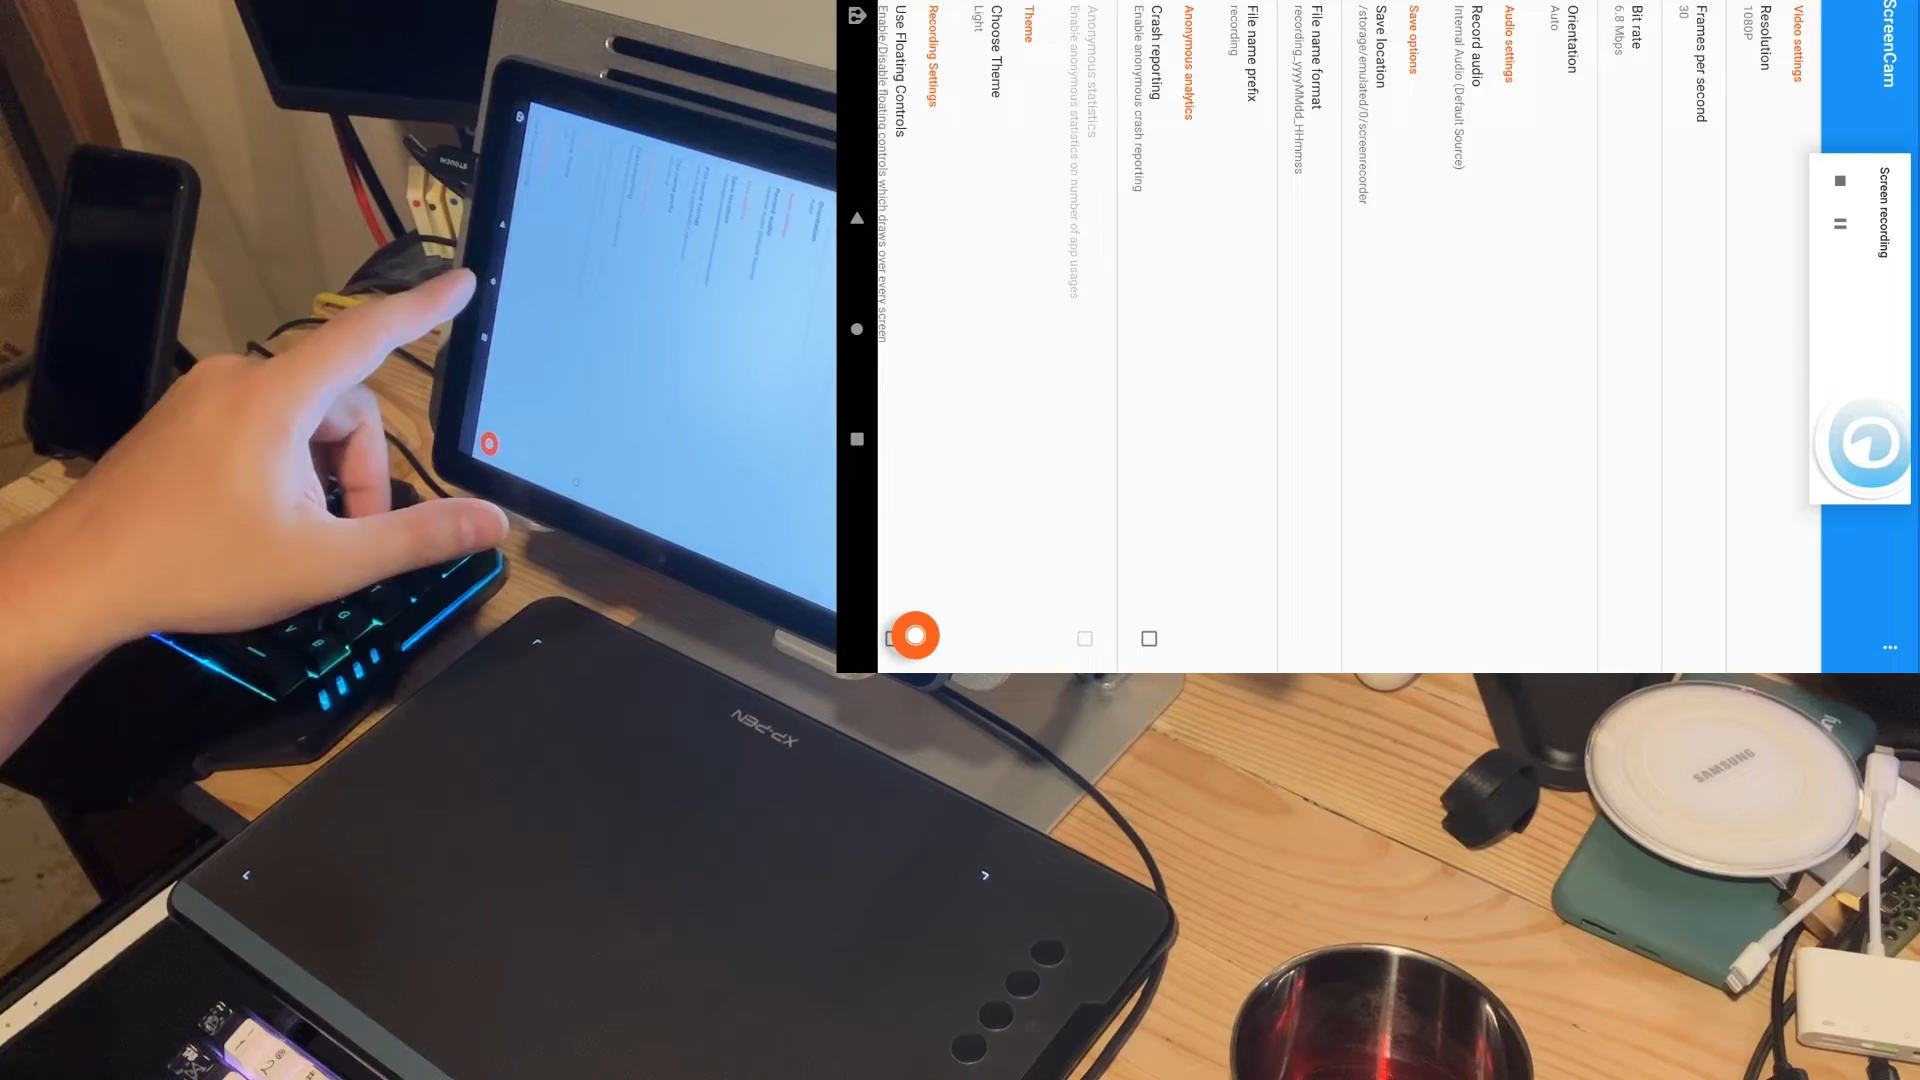 ScreenCam
Screen recording
Video settings
Resolution
1080P
Frames per second
30
Bit rate
6.8 Mbps
Orientation
Auto
Audio settings
Record audio
Internal Audio (Default Source)
Save options
Save location
/storage/emulated/0/screenrecorder
File name format
recording_yyyyMMdd_HHmmss
File name prefix
recording
Anonymous analytics
Crash reporting
Enable anonymous crash reporting
Anonymous statistics
Enable anonymous statistics on number of app usages
Theme
Choose Theme
Light
Recording Settings
Use Floating Controls
Enable/Disable floating controls which draws over every screen
XP-PEN
SAMSUNG